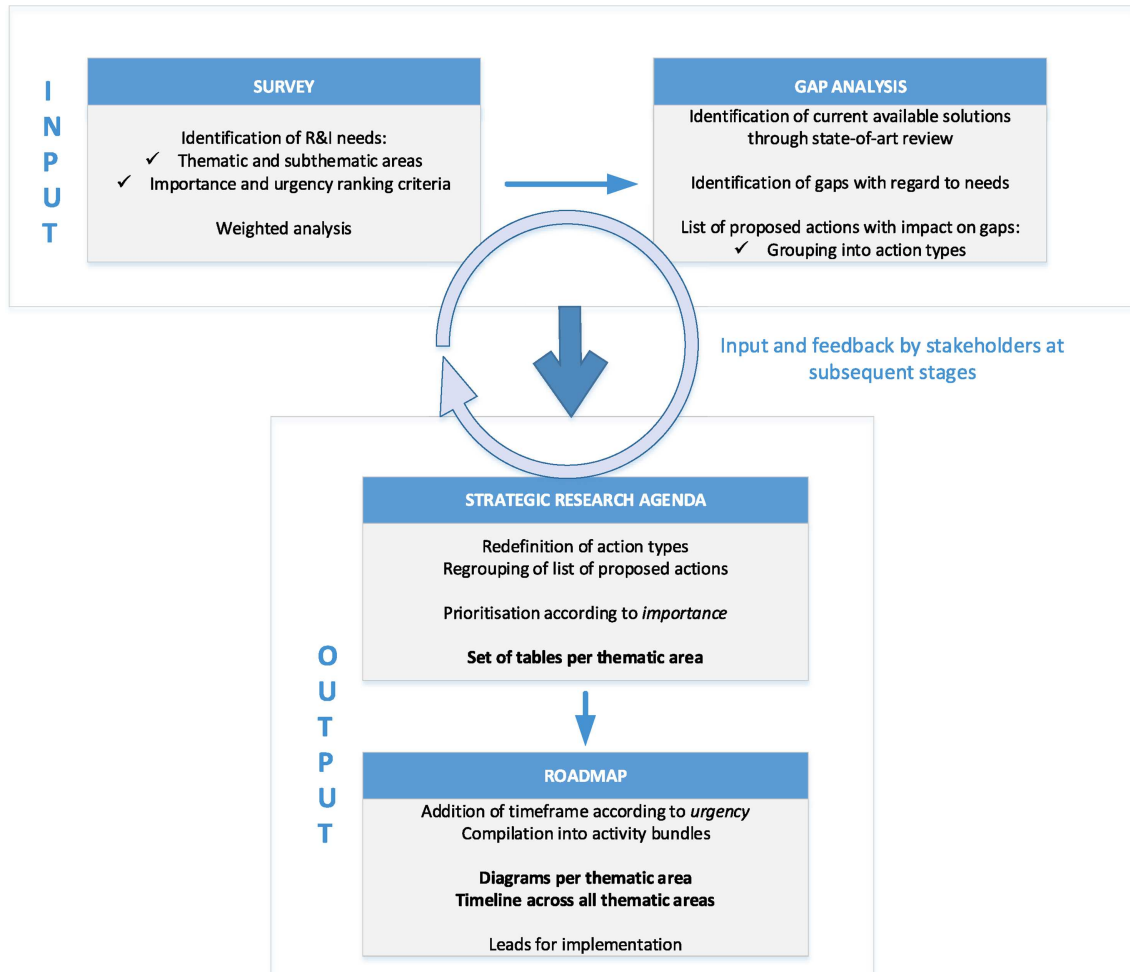 INPUT
SURVEY
Identification of R&I needs:
✓ Thematic and subthematic areas
✓ Importance and urgency ranking criteria
Weighted analysis
GAP ANALYSIS
Identification of current available solutions
through state-of-art review
Identification of gaps with regard to needs
List of proposed actions with impact on gaps:
✓ Grouping into action types
Input and feedback by stakeholders at
subsequent stages
OUTPUT
STRATEGIC RESEARCH AGENDA
Redefinition of action types
Regrouping of list of proposed actions
Prioritisation according to importance
Set of tables per thematic area
ROADMAP
Addition of timeframe according to urgency
Compilation into activity bundles
Diagrams per thematic area
Timeline across all thematic areas
Leads for implementation